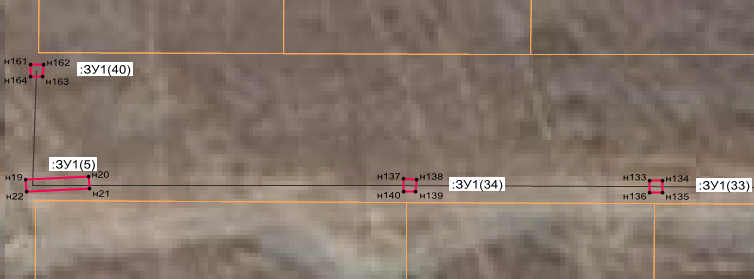 н161 н162
н164 н163
:ЗУ1(40)
:ЗУ1(5)
н19 н20
н22 н21
н137 н138
н140 н139
:ЗУ1(34)
н133 н134
н136 н135
:ЗУ1(33)